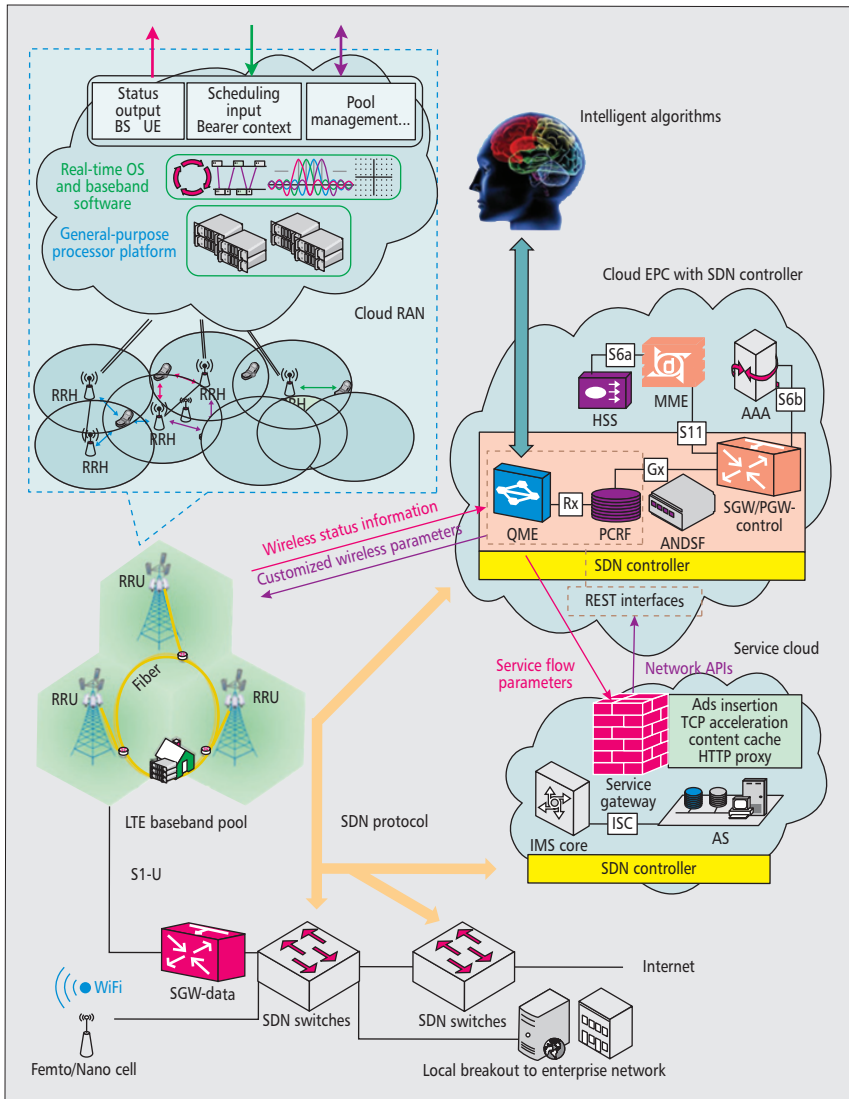 Status
output
BS UE
Scheduling
input
Bearer context
Pool
management...
Real-time OS
and baseband
software
General-purpose
processor platform
Cloud RAN
RRH
RRH
RRH
RRH
RH
Intelligent algorithms
Cloud EPC with SDN controller
S6a
HSS
MME
AAA
S6b
S11
Gx
Rx
QME
PCRF
ANDSF
SGW/PGW-
control
SDN controller
REST interfaces
Wireless status information
Customized wireless parameters
RRU
RRU
RRU
Fiber
LTE baseband pool
S1-U
SDN protocol
Service flow
parameters
Network APIs
Service cloud
Ads insertion
TCP acceleration
content cache
HTTP proxy
Service
gateway
IMS core
ISC
AS
SDN controller
SGW-data
SDN switches
SDN switches
Internet
WiFi
Femto/Nano cell
Local breakout to enterprise network